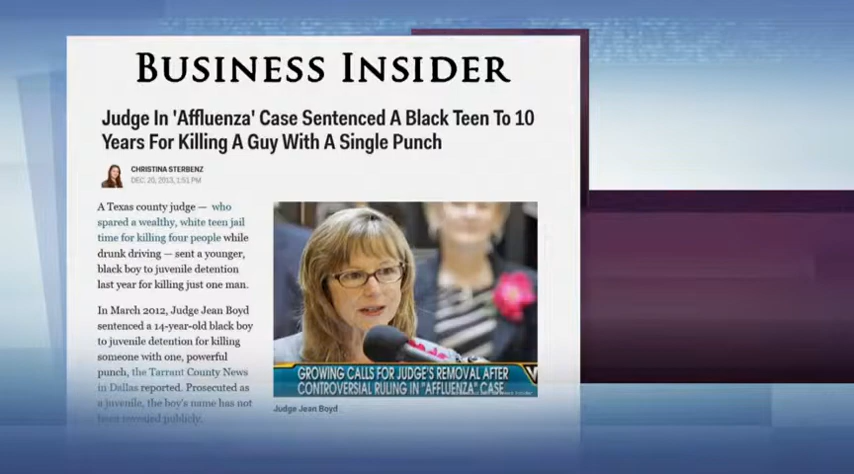 BUSINESS INSIDER
Judge In 'Affluenza' Case Sentenced A Black Teen To 10
Years For Killing A Guy With A Single Punch
CHRISTINA STERBENZ
DEC. 20, 2013, 1:51 PM
A Texas county judge — who
spared a wealthy, white teen jail
time for killing four people while
drunk driving — sent a younger,
black boy to juvenile detention
last year for killing just one man.
In March 2012, Judge Jean Boyd
sentenced a 14-year-old black boy
to juvenile detention for killing
someone with one, powerful
punch, the Tarrant County News
in Dallas reported. Prosecuted as
a juvenile, the boy's name has not
been revealed publicly.
GROWING CALLS FOR JUDGE'S REMOVAL AFTER
CONTROVERSIAL RULING IN "AFFLUENZA" CASE
Judge Jean Boyd